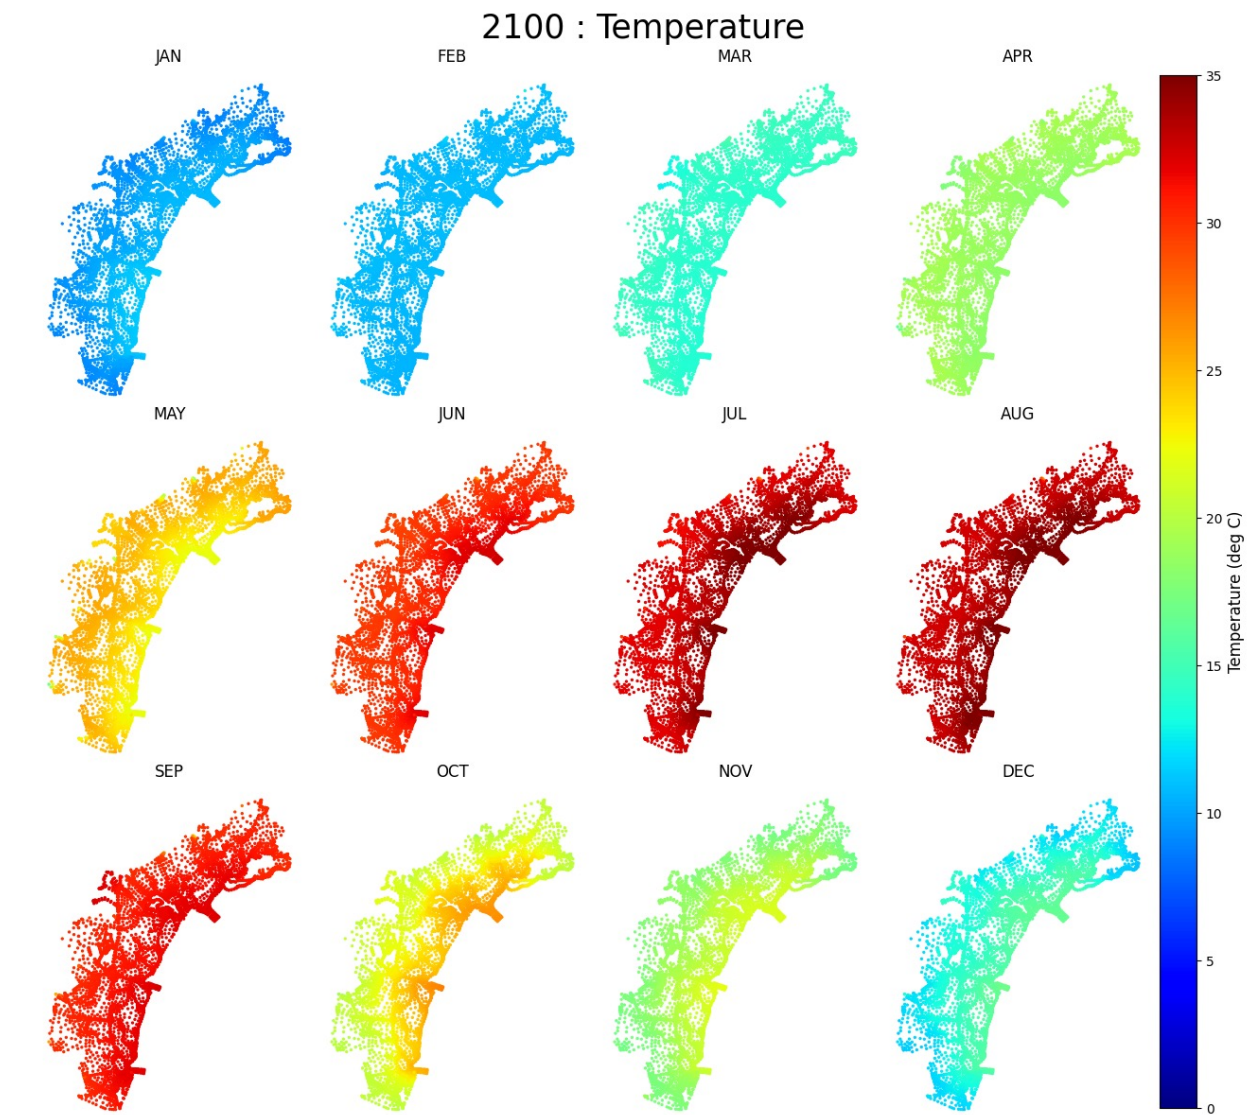 2100 : Temperature
JAN
FEB
MAR
APR
MAY
JUN
JUL
AUG
SEP
OCT
NOV
DEC
35
30
25
20
15
10
5
0
Temperature (deg C)